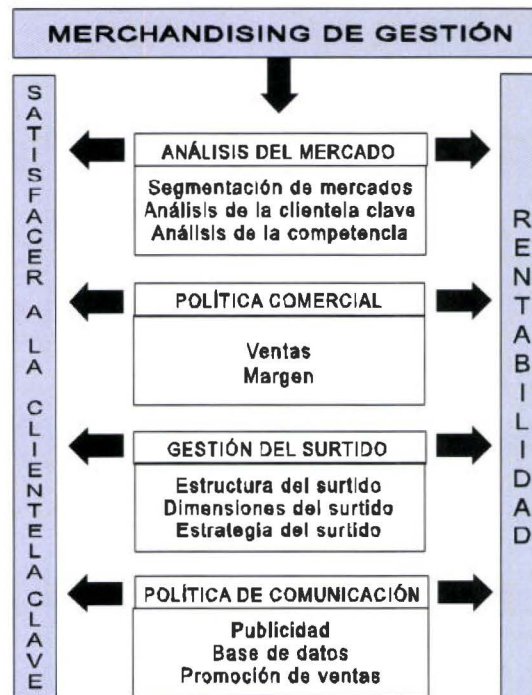 MERCHANDISING DE GESTIÓN
SATISFACER A LA CLIENTELA CLAVE
ANÁLISIS DEL MERCADO
Segmentación de mercados
Análisis de la clientela clave
Análisis de la competencia
POLÍTICA COMERCIAL
Ventas
Margen
GESTIÓN DEL SURTIDO
Estructura del surtido
Dimensiones del surtido
Estrategia del surtido
POLÍTICA DE COMUNICACIÓN
Publicidad
Base de datos
Promoción de ventas
RENTABILIDAD